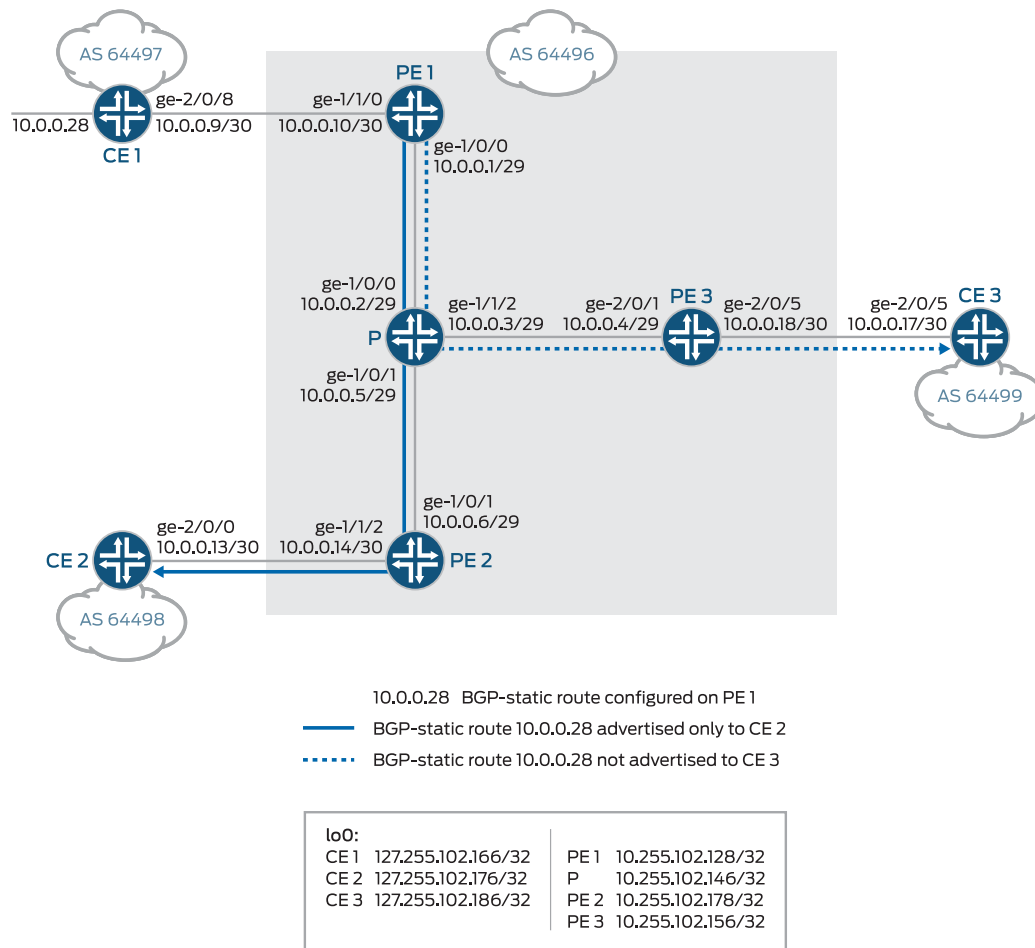 AS 64497
AS 64496
PE 1
ge-2/0/8
ge-1/1/0
10.0.0.28
10.0.0.9/30
10.0.0.10/30
CE 1
ge-1/0/0
10.0.0.1/29
ge-1/0/0
10.0.0.2/29
P
ge-1/1/2
10.0.0.3/29
ge-2/0/1
10.0.0.4/29
PE 3
ge-2/0/5
10.0.0.18/30
ge-2/0/5
10.0.0.17/30
CE 3
AS 64499
ge-1/0/1
10.0.0.5/29
ge-1/0/1
10.0.0.6/29
ge-2/0/0
10.0.0.13/30
ge-1/1/2
10.0.0.14/30
CE 2
PE 2
AS 64498
10.0.0.28 BGP-static route configured on PE 1
BGP-static route 10.0.0.28 advertised only to CE 2
BGP-static route 10.0.0.28 not advertised to CE 3
lo0:
CE 1 127.255.102.166/32
CE 2 127.255.102.176/32
CE 3 127.255.102.186/32
PE 1 10.255.102.128/32
P 10.255.102.146/32
PE 2 10.255.102.178/32
PE 3 10.255.102.156/32